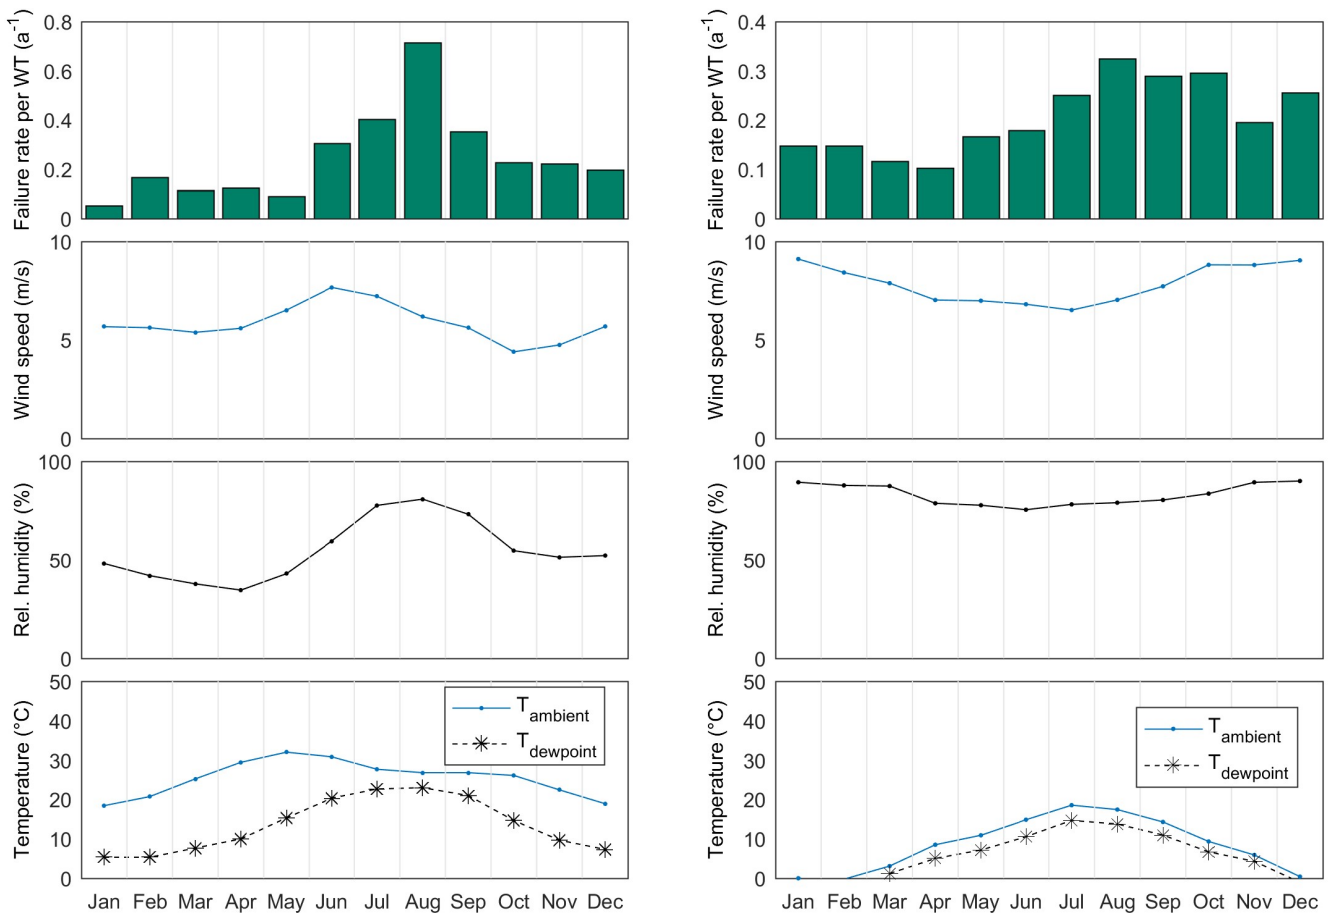 Failure rate per WT (a⁻¹)
0.8
0.6
0.4
0.2
0
Wind speed (m/s)
10
5
0
Rel. humidity (%)
100
50
0
Temperature (°C)
50
40
30
20
10
0
T_ambient
T_dewpoint
Jan Feb Mar Apr May Jun Jul Aug Sep Oct Nov Dec
Failure rate per WT (a⁻¹)
0.4
0.3
0.2
0.1
0
Wind speed (m/s)
10
5
0
Rel. humidity (%)
100
50
0
Temperature (°C)
50
40
30
20
10
0
T_ambient
T_dewpoint
Jan Feb Mar Apr May Jun Jul Aug Sep Oct Nov Dec